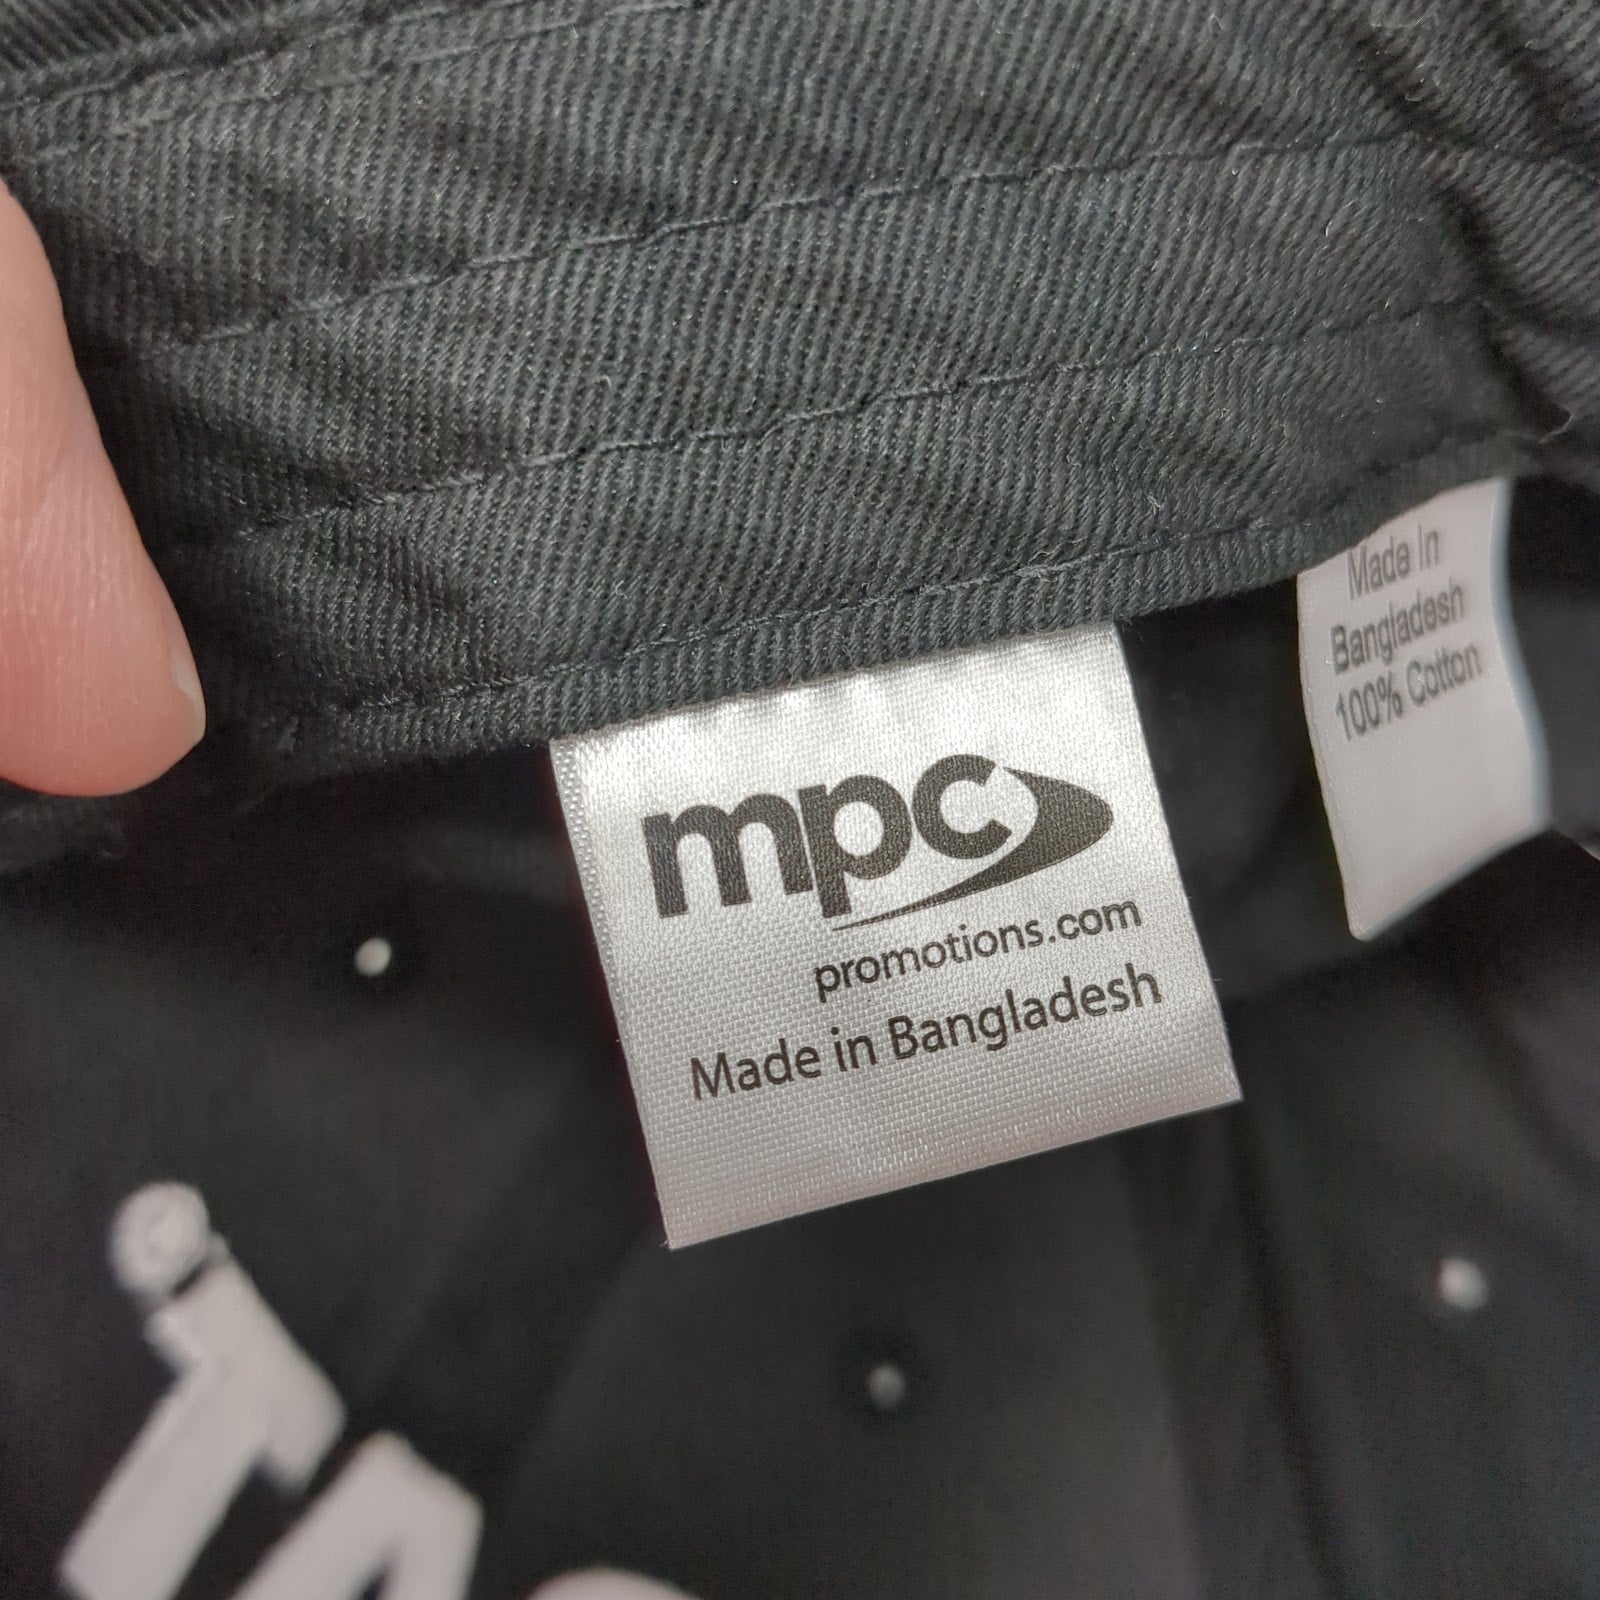 mpc
promotions.com
Made in Bangladesh
Made In
Bangladesh
100% Cotton